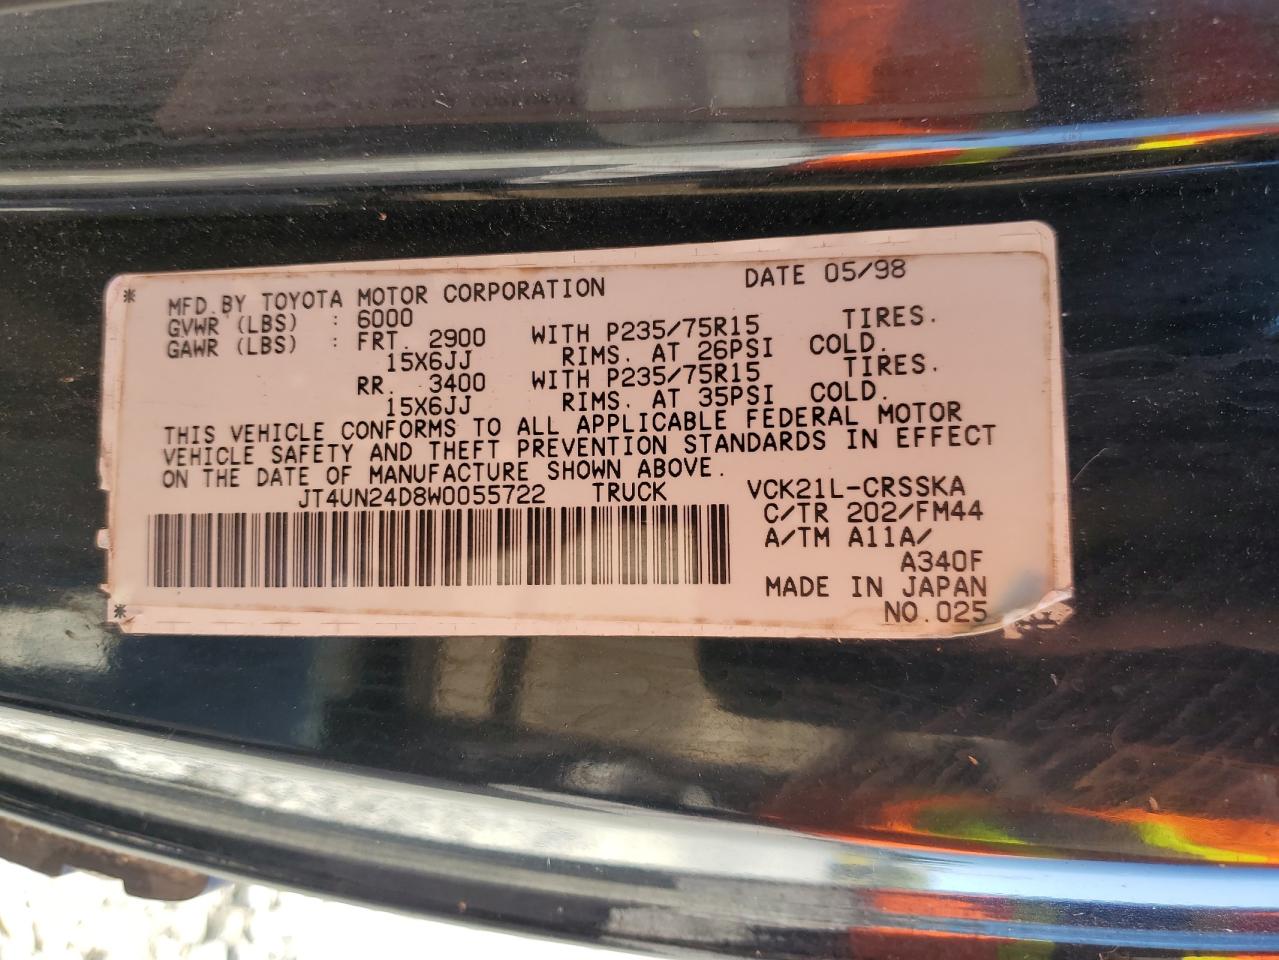 * MFD.BY TOYOTA MOTOR CORPORATION DATE 05/98
GVWR (LBS) : 6000
GAWR (LBS) : FRT. 2900 WITH P235/75R15 TIRES.
15X6JJ RIMS. AT 26PSI COLD.
RR. 3400 WITH P235/75R15 TIRES.
15X6JJ RIMS. AT 35PSI COLD.
THIS VEHICLE CONFORMS TO ALL APPLICABLE FEDERAL MOTOR
VEHICLE SAFETY AND THEFT PREVENTION STANDARDS IN EFFECT
ON THE DATE OF MANUFACTURE SHOWN ABOVE.
JT4UN24D8W0055722 TRUCK VCK21L-CRSSKA
C/TR 202/FM44
A/TM A11A/
A340F
MADE IN JAPAN
* NO.025